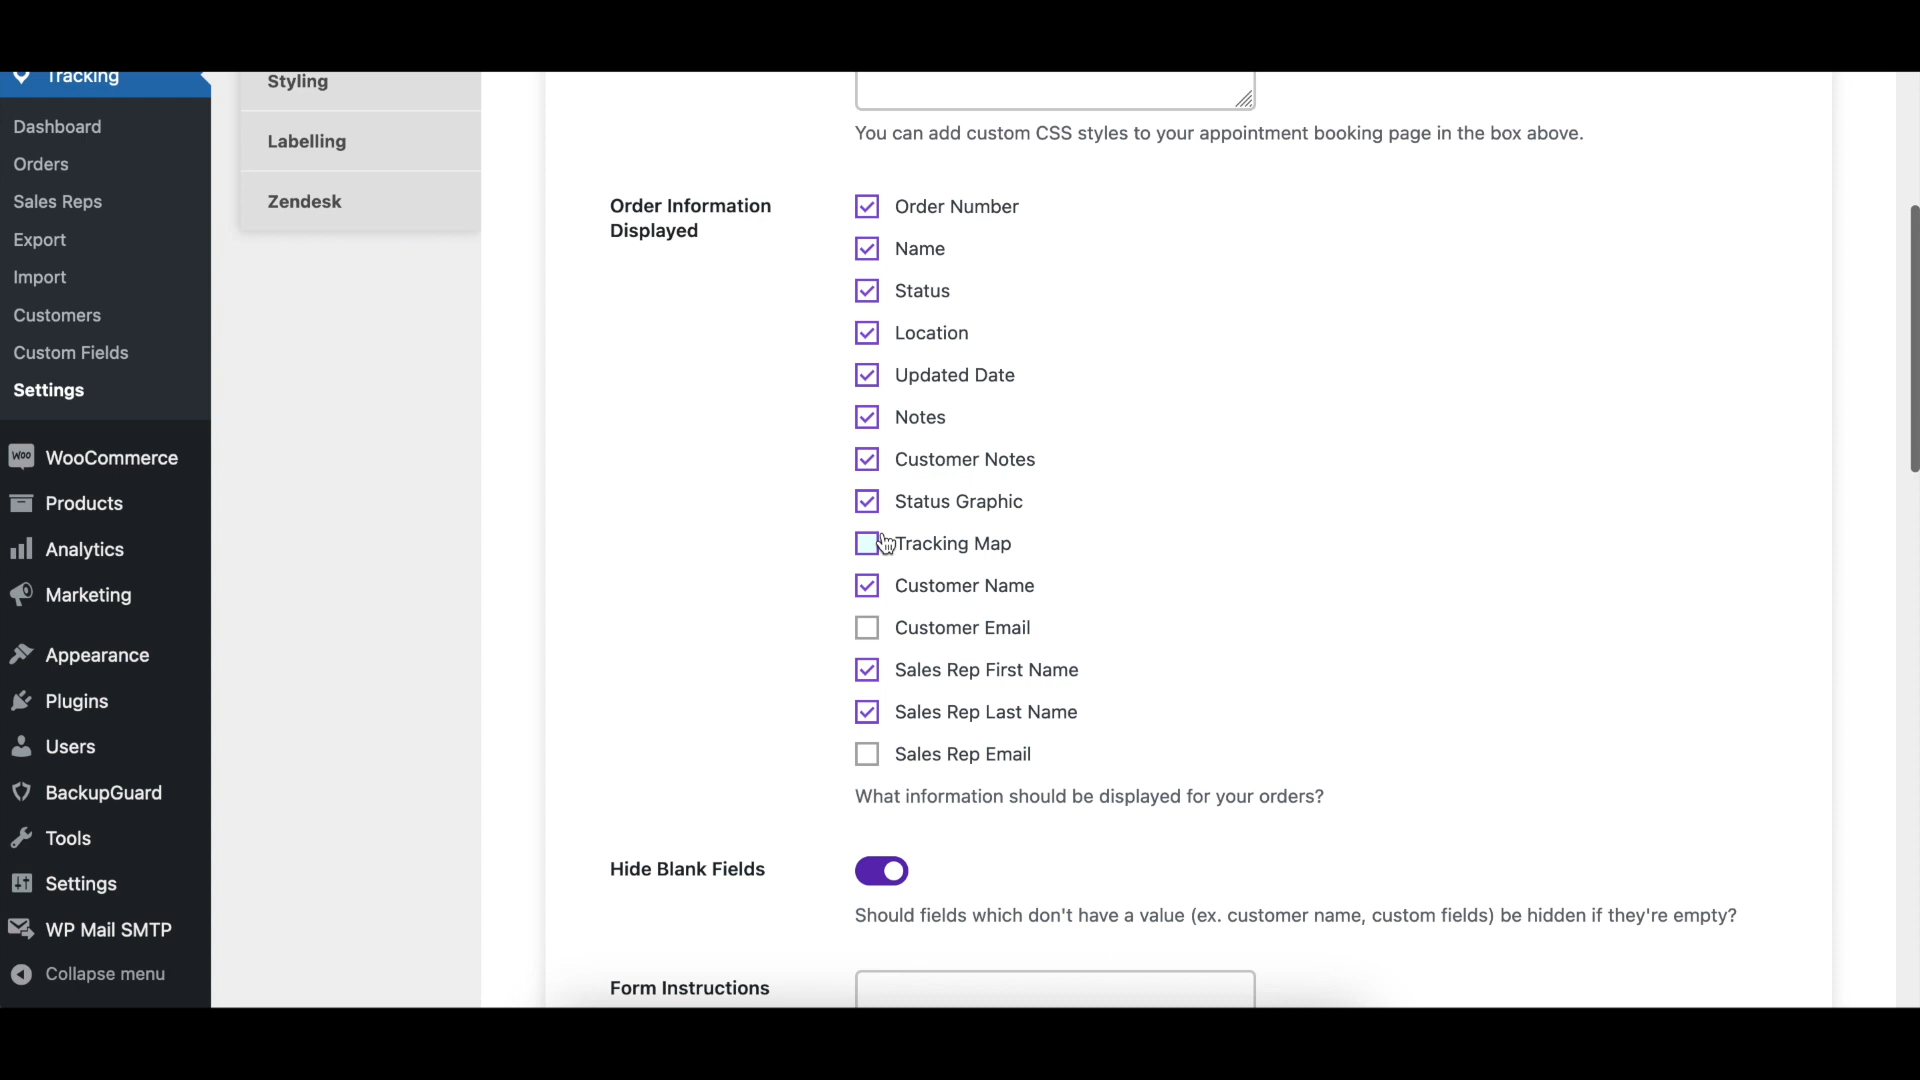 Tracking
Dashboard
Orders
Sales Reps
Export
Import
Customers
Custom Fields
Settings
Woo WooCommerce
Products
Analytics
Marketing
Appearance
Plugins
Users
BackupGuard
Tools
Settings
WP Mail SMTP
Collapse menu
Styling
Labelling
Zendesk
You can add custom CSS styles to your appointment booking page in the box above.
Order Information
Displayed
Order Number
Name
Status
Location
Updated Date
Notes
Customer Notes
Status Graphic
Tracking Map
Customer Name
Customer Email
Sales Rep First Name
Sales Rep Last Name
Sales Rep Email
What information should be displayed for your orders?
Hide Blank Fields
Should fields which don't have a value (ex. customer name, custom fields) be hidden if they're empty?
Form Instructions